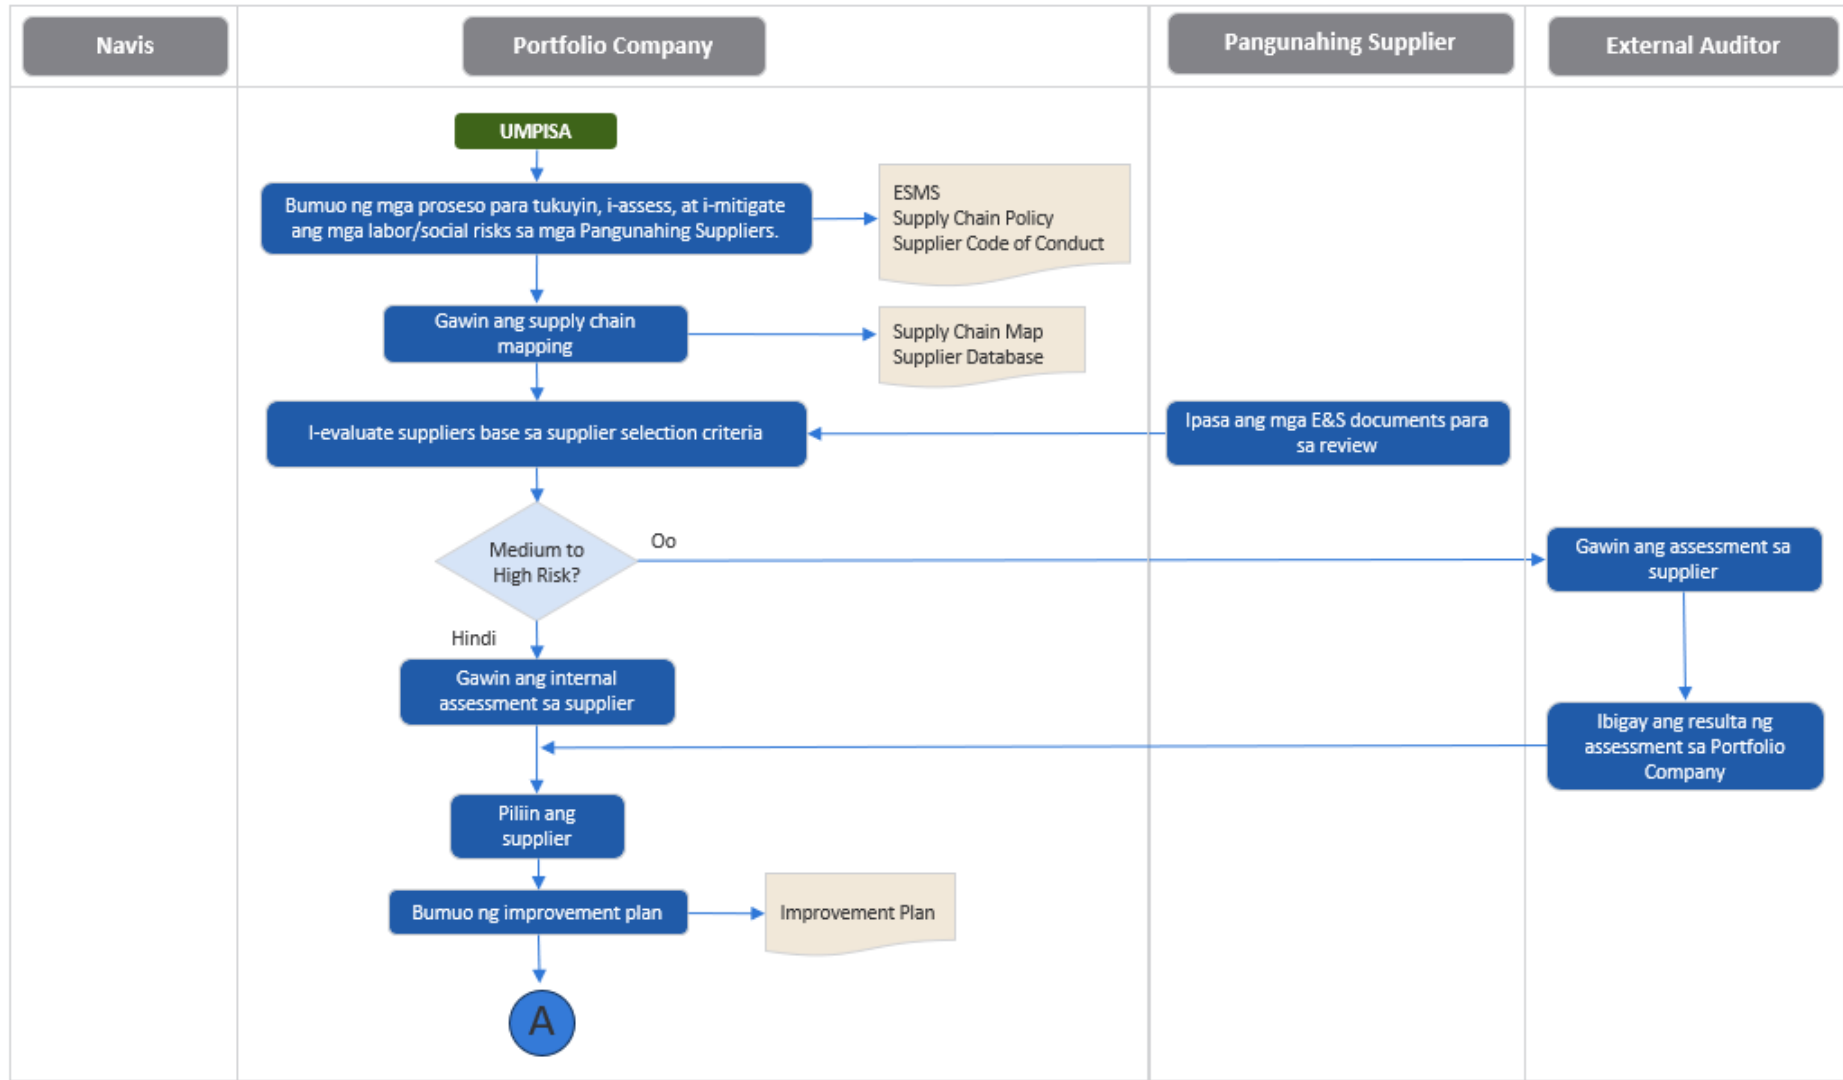 Navis
Portfolio Company
Pangunahing Supplier
External Auditor
UMPISA
Bumuo ng mga proseso para tukuyin, i-assess, at i-mitigate
ang mga labor/social risks sa mga Pangunahing Suppliers.
ESMS
Supply Chain Policy
Supplier Code of Conduct
Gawin ang supply chain
mapping
Supply Chain Map
Supplier Database
I-evaluate suppliers base sa supplier selection criteria
Ipasa ang mga E&S documents para
sa review
Medium to
High Risk?
Oo
Gawin ang assessment sa
supplier
Hindi
Gawin ang internal
assessment sa supplier
Ibigay ang resulta ng
assessment sa Portfolio
Company
Piliin ang
supplier
Bumuo ng improvement plan
Improvement Plan
A